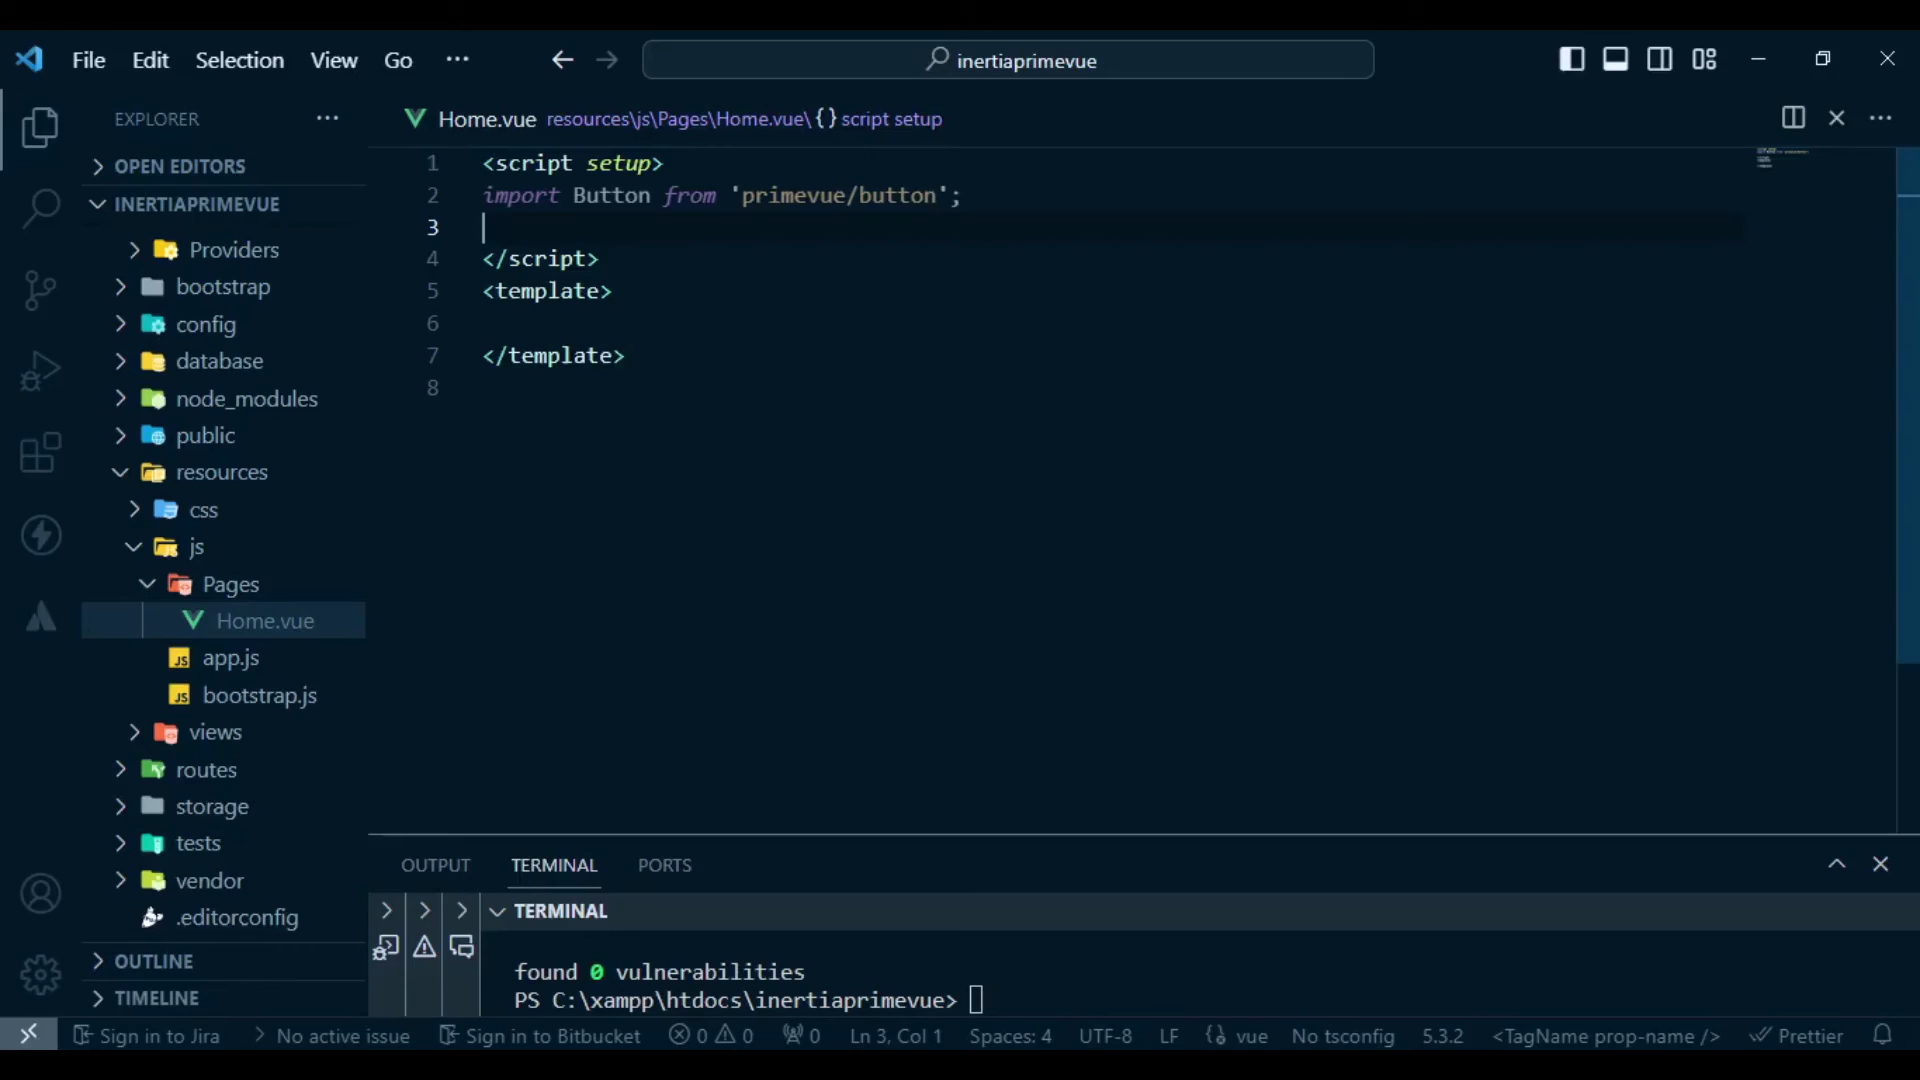 File Edit Selection View Go ··· inertiaprimevue
EXPLORER ···
OPEN EDITORS
INERTIAPRIMEVUE
Providers
bootstrap
config
database
node_modules
public
resources
css
js
Pages
Home.vue
app.js
bootstrap.js
views
routes
storage
tests
vendor
.editorconfig
OUTLINE
TIMELINE
Home.vue resources\js\Pages\Home.vue\ {} script setup
1 <script setup>
2 import Button from 'primevue/button';
3
4 </script>
5 <template>
6
7 </template>
8
OUTPUT TERMINAL PORTS
TERMINAL
found 0 vulnerabilities
PS C:\xampp\htdocs\inertiaprimevue>
Sign in to Jira No active issue Sign in to Bitbucket 0 0 0 Ln 3, Col 1 Spaces: 4 UTF-8 LF {} vue No tsconfig 5.3.2 <TagName prop-name /> Prettier